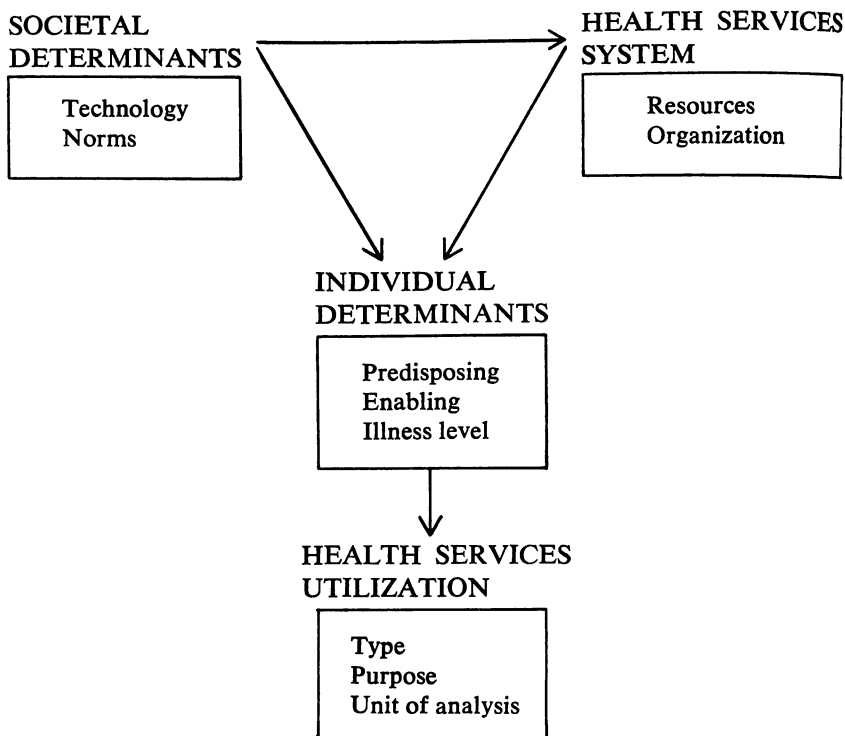 SOCIETAL
DETERMINANTS
Technology
Norms
HEALTH SERVICES
SYSTEM
Resources
Organization
INDIVIDUAL
DETERMINANTS
Predisposing
Enabling
Illness level
HEALTH SERVICES
UTILIZATION
Type
Purpose
Unit of analysis